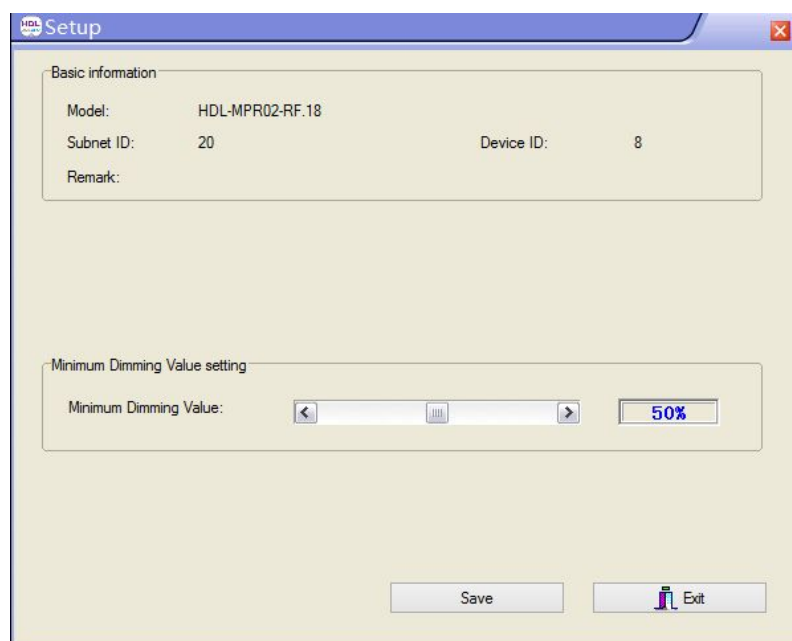 HDL Setup
Basic information
Model: HDL-MPR02-RF.18
Subnet ID: 20 Device ID: 8
Remark:
Minimum Dimming Value setting
Minimum Dimming Value: 50%
Save Exit